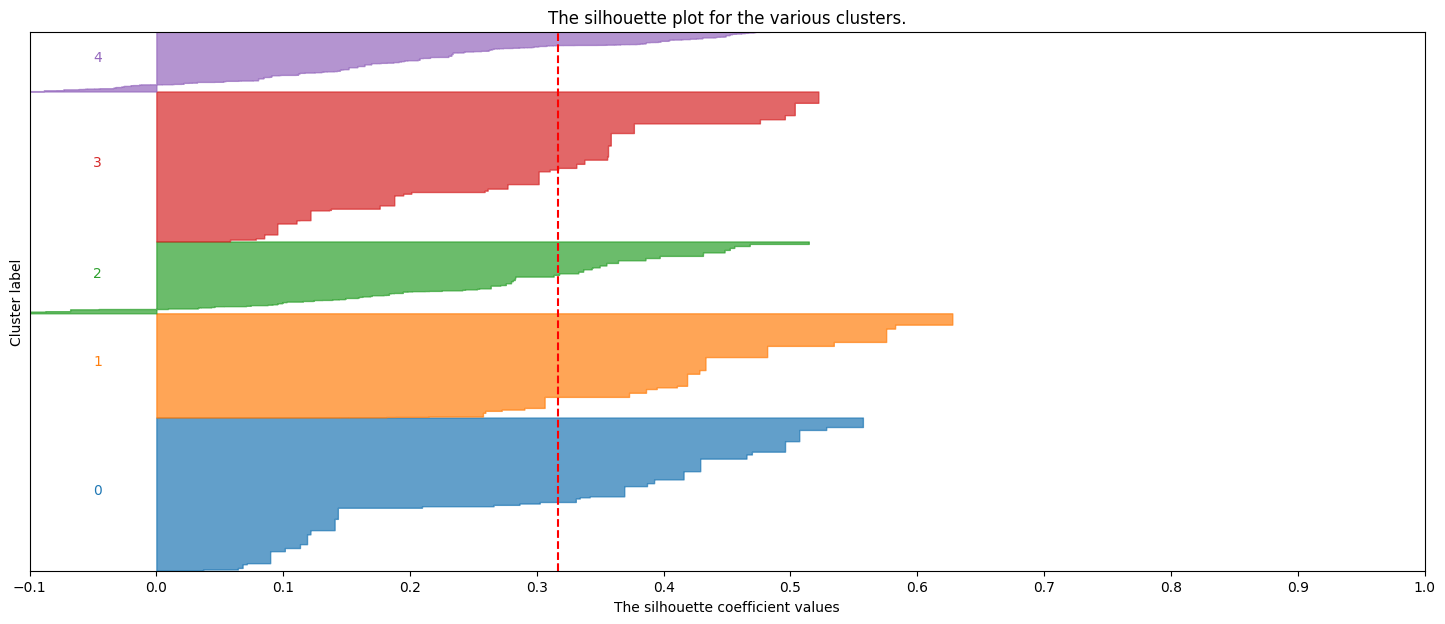 The silhouette plot for the various clusters.
4
3
2
1
0
Cluster label
−0.1 0.0 0.1 0.2 0.3 0.4 0.5 0.6 0.7 0.8 0.9 1.0
The silhouette coefficient values